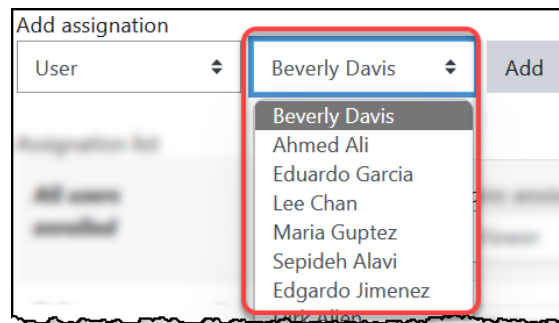 Add assignation
User
Beverly Davis
Add
Beverly Davis
Ahmed Ali
Eduardo Garcia
Lee Chan
Maria Guptez
Sepideh Alavi
Edgardo Jimenez